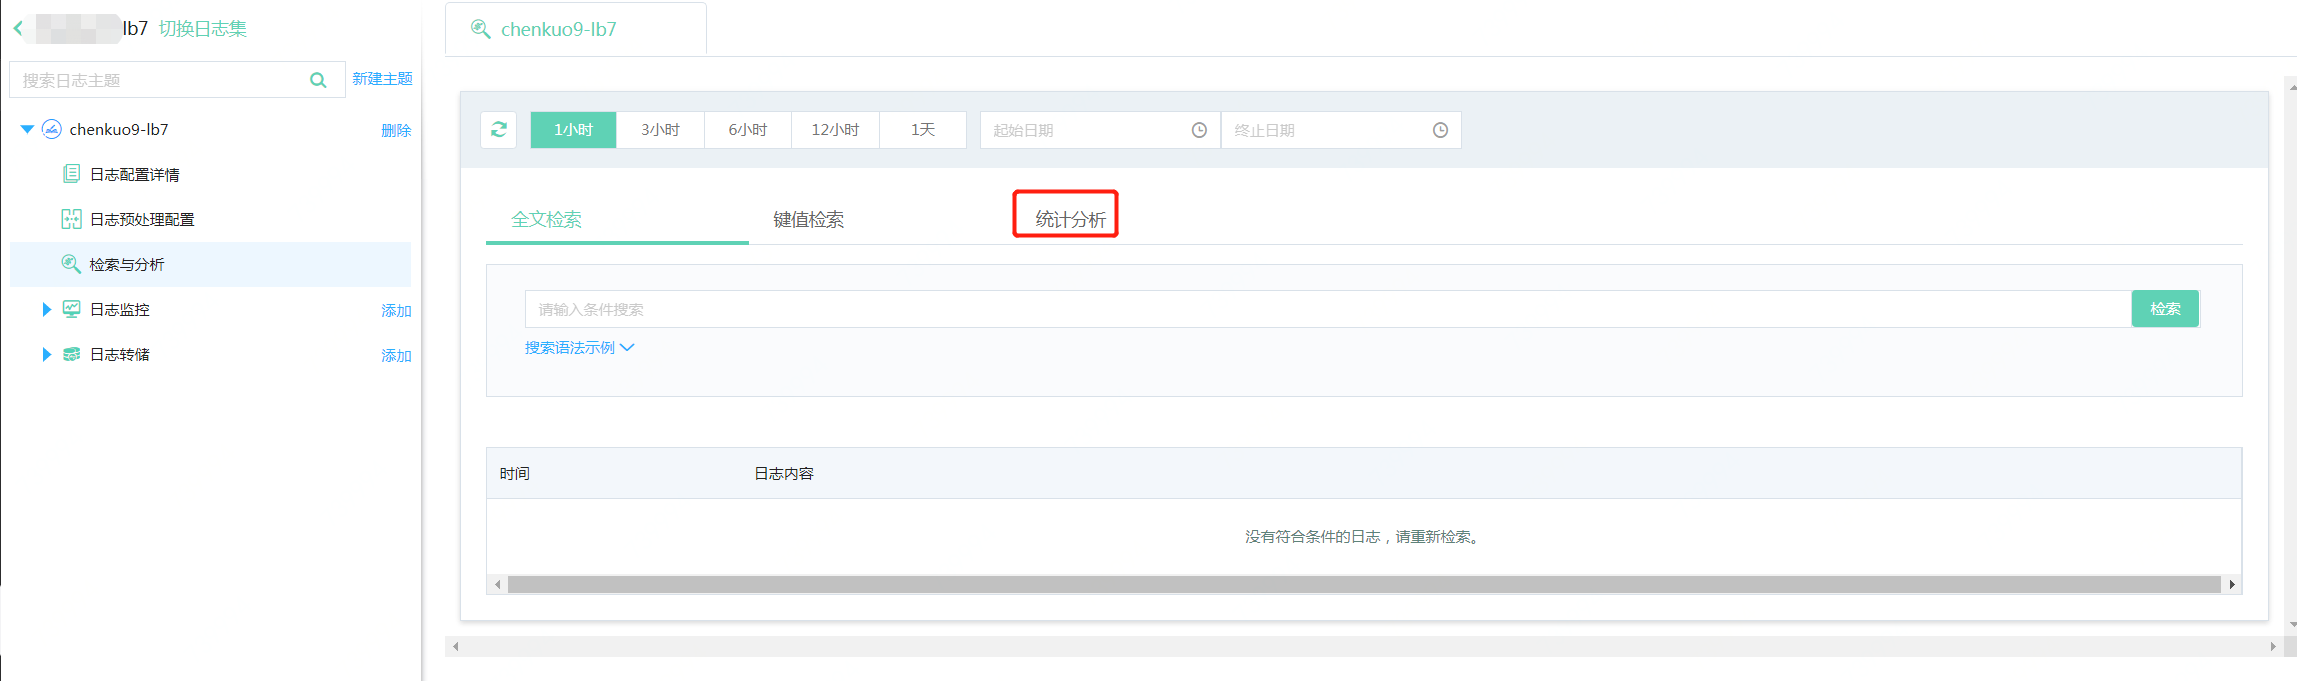 lb7 切换日志集
搜索日志主题 新建主题
chenkuo9-lb7 删除
日志配置详情
日志预处理配置
检索与分析
日志监控 添加
日志转储 添加
chenkuo9-lb7
1小时 3小时 6小时 12小时 1天 起始日期 终止日期
全文检索 键值检索 统计分析
请输入条件搜索 检索
搜索语法示例
时间 日志内容
没有符合条件的日志，请重新检索。